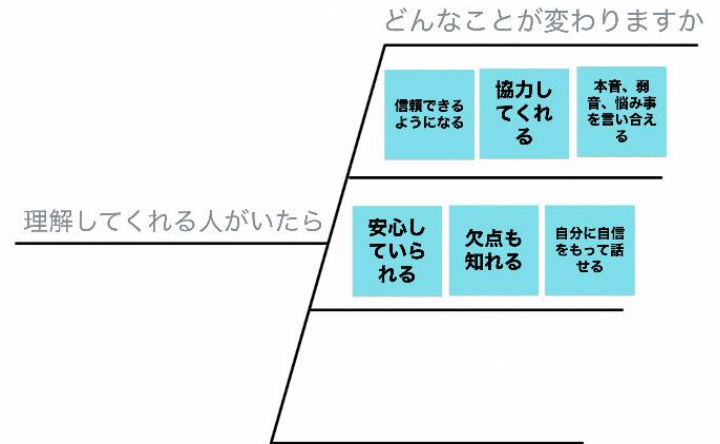 どんなことが変わりますか
信頼できる
ようになる
協力し
てくれ
る
本音、弱
音、悩み事
を言い合え
る
理解してくれる人がいたら
安心し
ていら
れる
欠点も
知れる
自分に自信
をもって話
せる